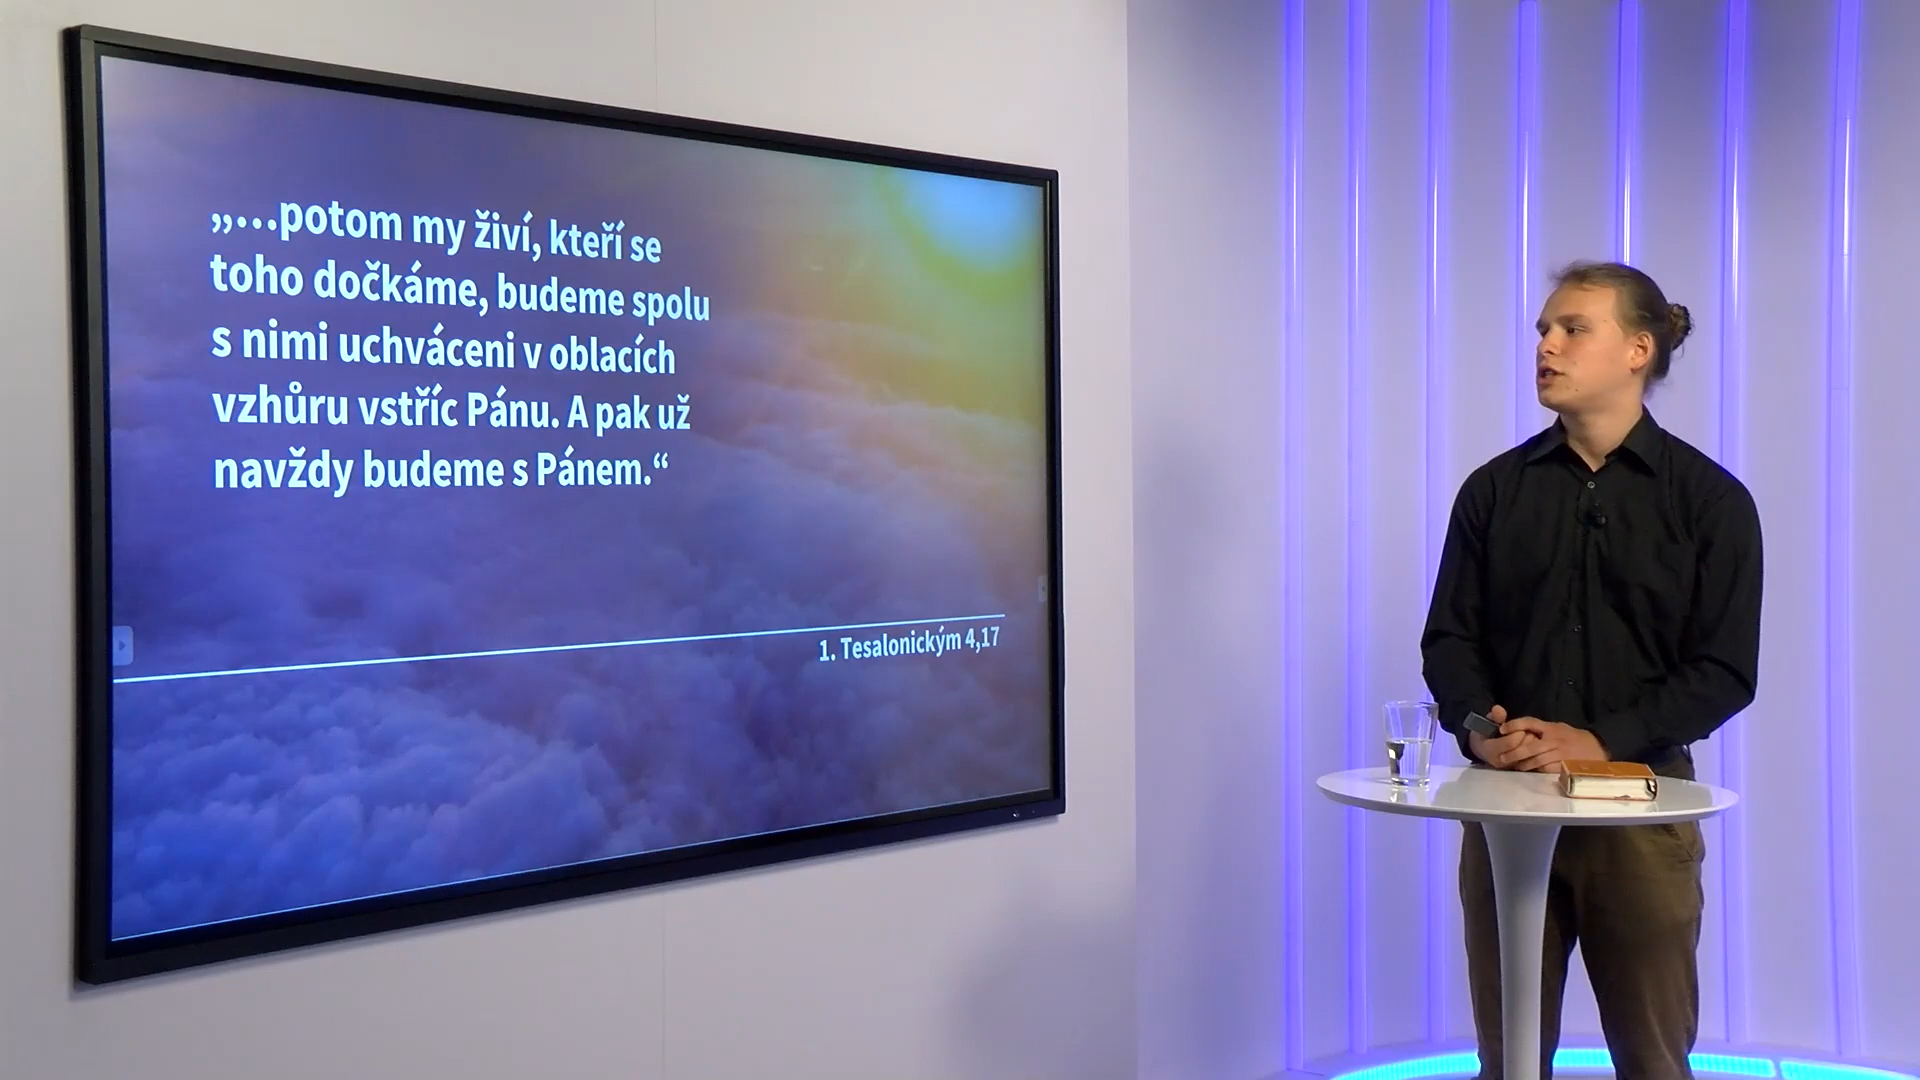 „…potom my živí, kteří se
toho dočkáme, budeme spolu
s nimi uchváceni v oblacích
vzhůru vstříc Pánu. A pak už
navždy budeme s Pánem.“
1. Tesalonickým 4,17